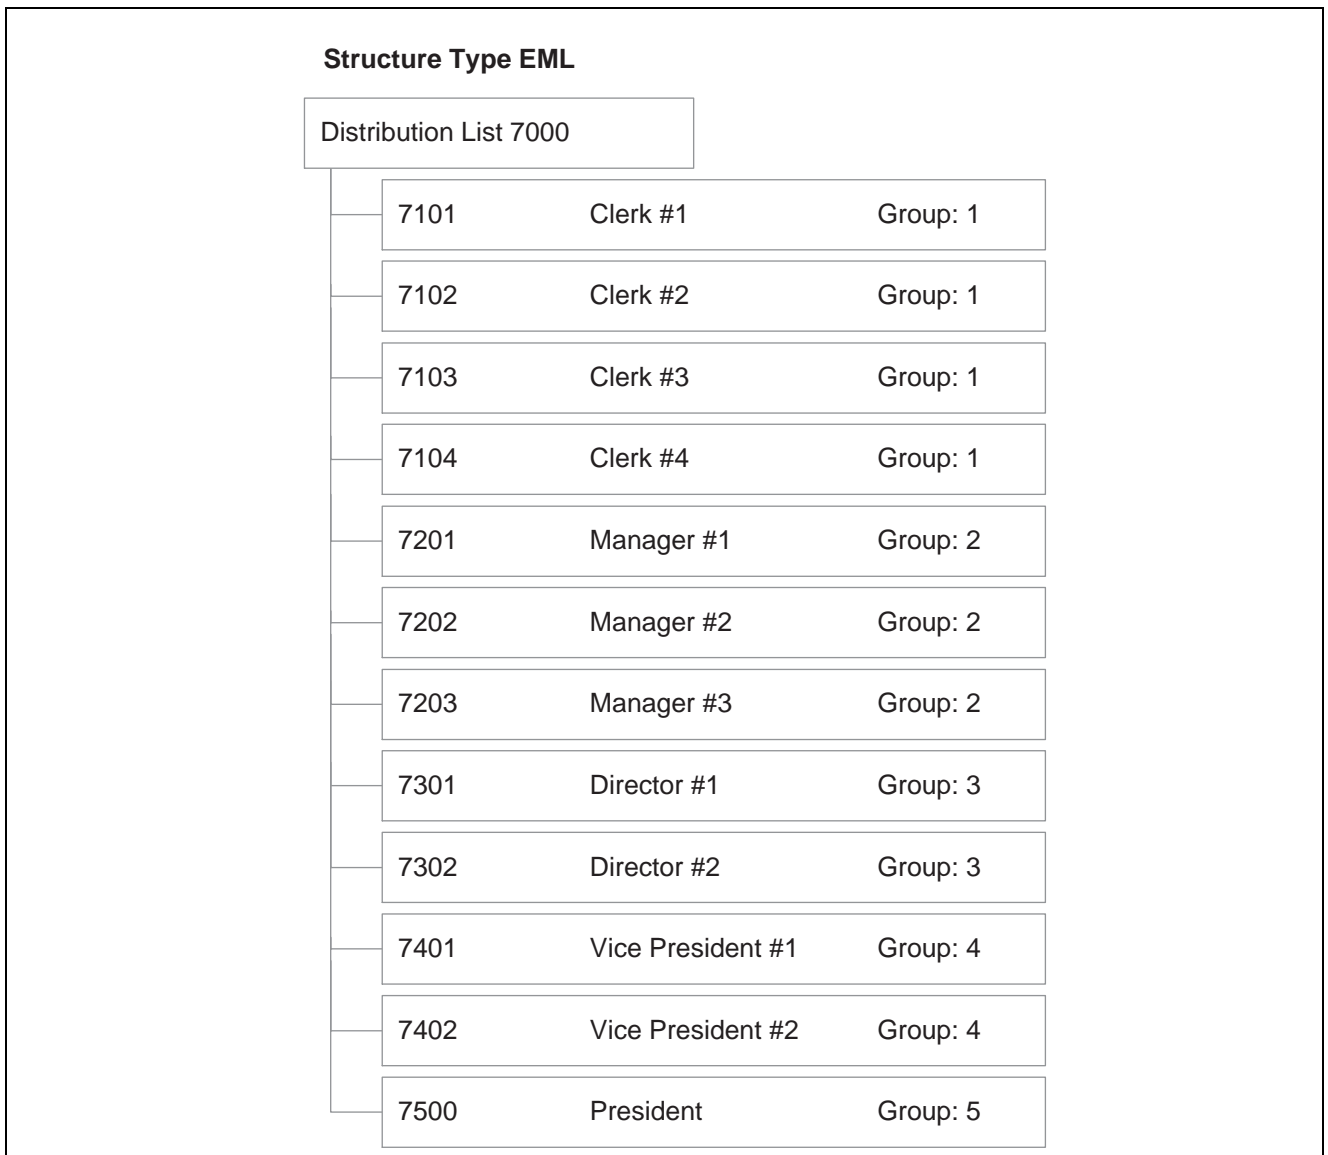 Structure Type EML
Distribution List 7000
7101 Clerk #1 Group: 1
7102 Clerk #2 Group: 1
7103 Clerk #3 Group: 1
7104 Clerk #4 Group: 1
7201 Manager #1 Group: 2
7202 Manager #2 Group: 2
7203 Manager #3 Group: 2
7301 Director #1 Group: 3
7302 Director #2 Group: 3
7401 Vice President #1 Group: 4
7402 Vice President #2 Group: 4
7500 President Group: 5